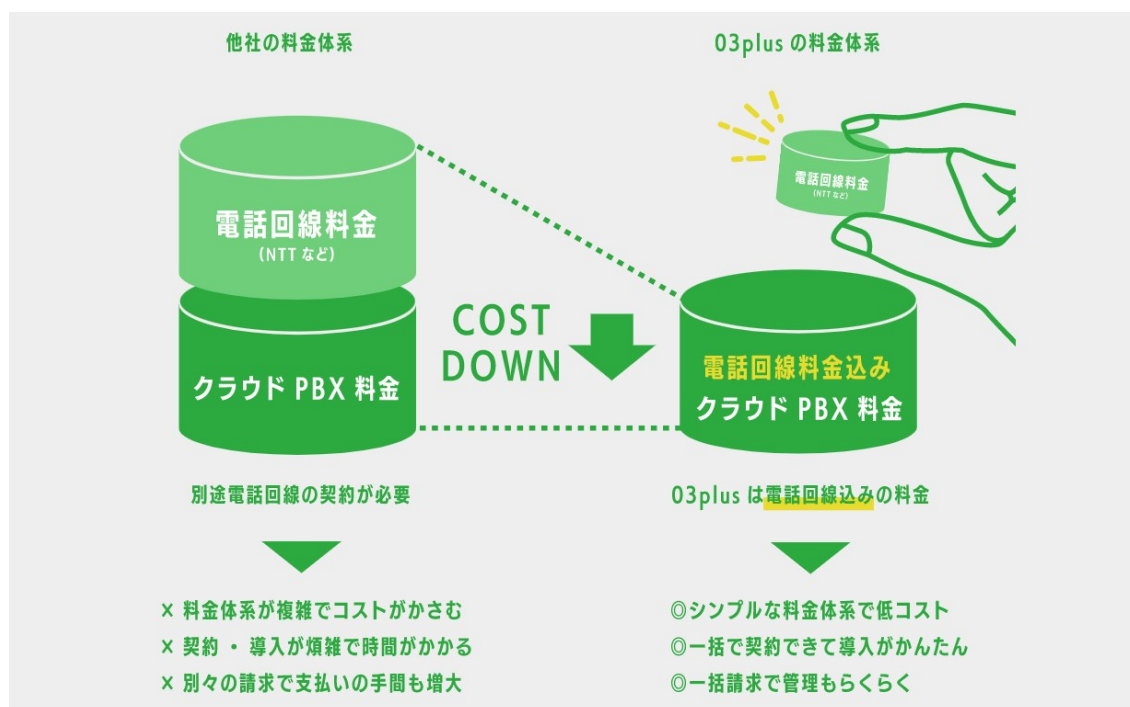 他社の料金体系
03plus の料金体系
電話回線料金
(NTT など)
電話回線料金
(NTT など)
COST
DOWN
クラウド PBX 料金
電話回線料金込み
クラウド PBX 料金
別途電話回線の契約が必要
03plus は電話回線込みの料金
× 料金体系が複雑でコストがかさむ
× 契約 ・ 導入が煩雑で時間がかかる
× 別々の請求で支払いの手間も増大
◎シンプルな料金体系で低コスト
◎一括で契約できて導入がかんたん
◎一括請求で管理もらくらく